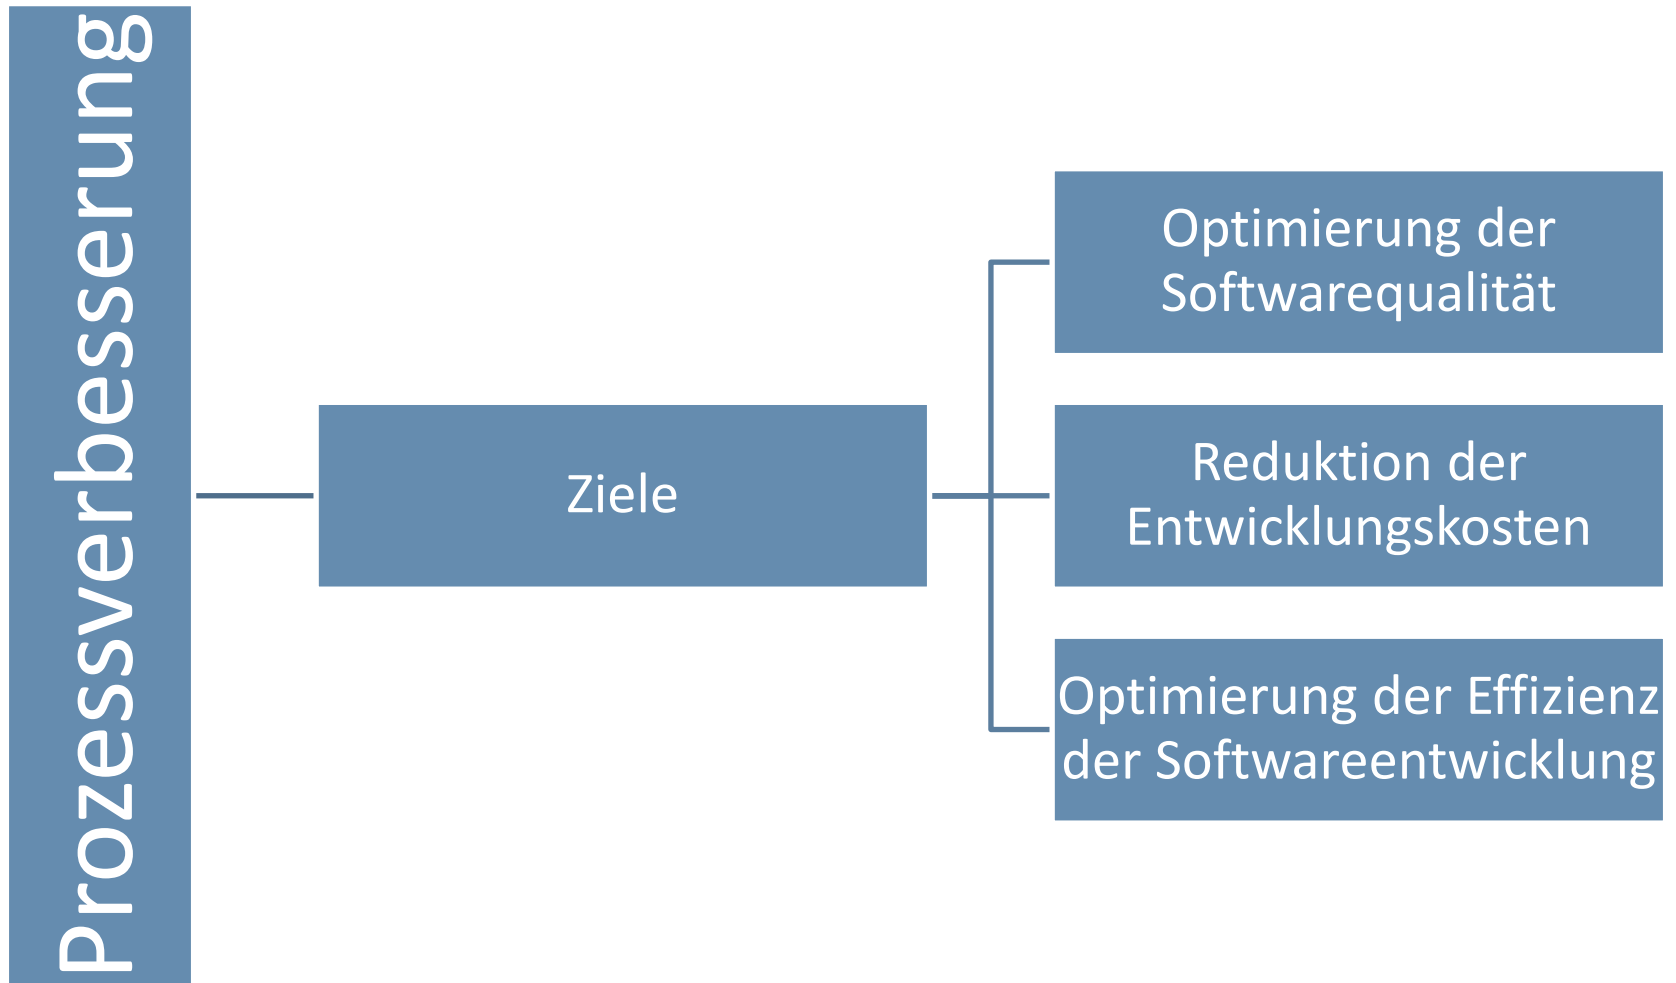 Prozessverbesserung
Ziele
Optimierung der
Softwarequalität
Reduktion der
Entwicklungskosten
Optimierung der Effizienz
der Softwareentwicklung